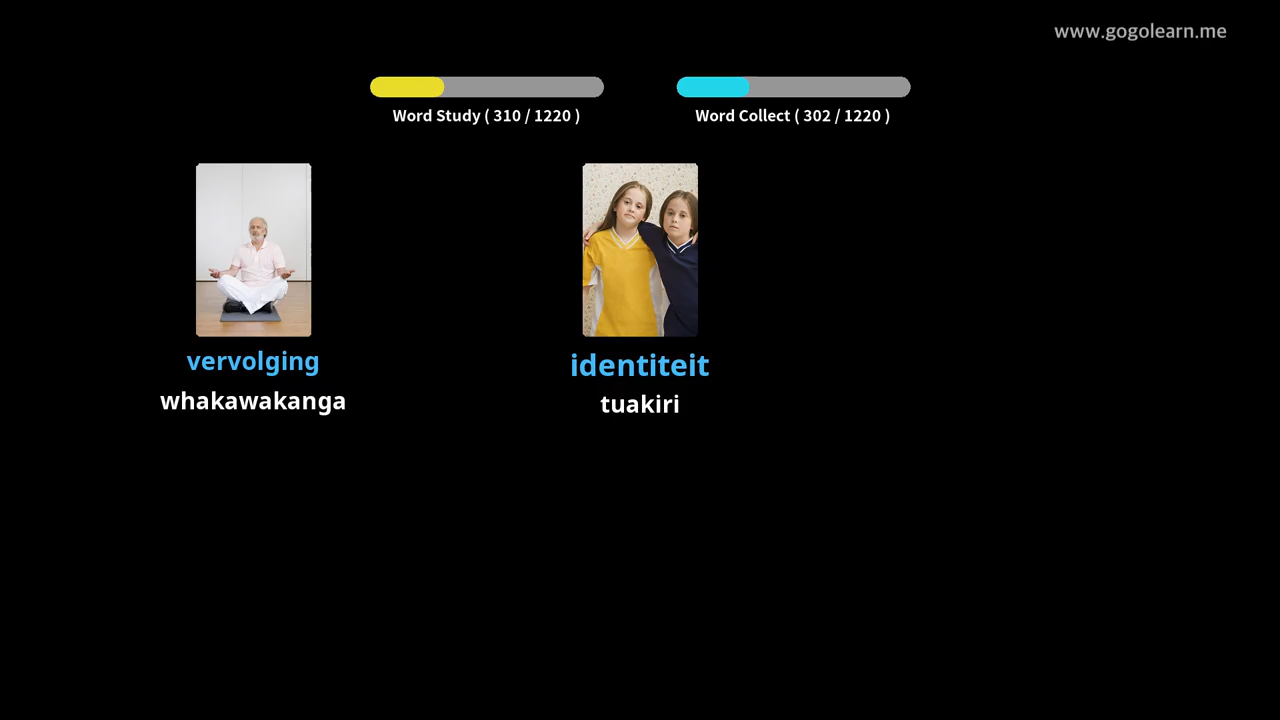 www.gogolearn.me
Word Study ( 310 / 1220 )
Word Collect ( 302 / 1220 )
vervolging
whakawakanga
identiteit
tuakiri